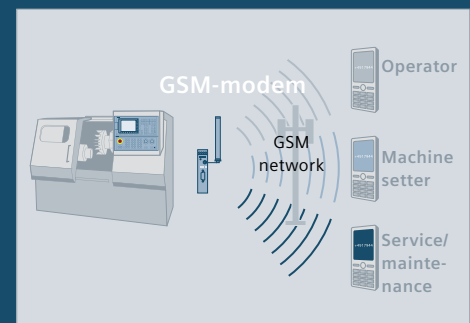 GSM-modem
GSM
network
Operator
Machine
setter
Service/
mainte-
nance